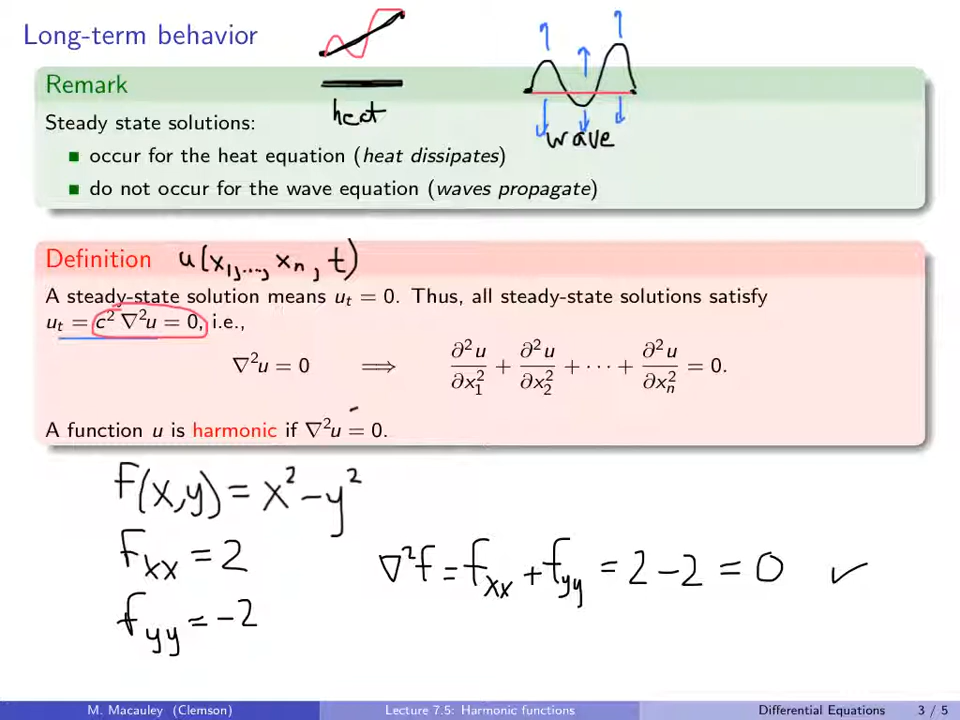 Long-term behavior
Remark
heat
wave
Steady state solutions:
■ occur for the heat equation (heat dissipates)
■ do not occur for the wave equation (waves propagate)
Definition u(x₁,..., xₙ, t)
A steady-state solution means uₜ = 0. Thus, all steady-state solutions satisfy
uₜ = c² ∇²u = 0, i.e.,
∇²u = 0 ⟹ ∂²u/∂x₁² + ∂²u/∂x₂² + · · · + ∂²u/∂xₙ² = 0.
A function u is harmonic if ∇²u = 0.
f(x,y) = x² - y²
fxx = 2
∇²f = fxx + fyy = 2 - 2 = 0 ✓
fyy = -2
M. Macauley (Clemson) Lecture 7.5: Harmonic functions Differential Equations 3 / 5